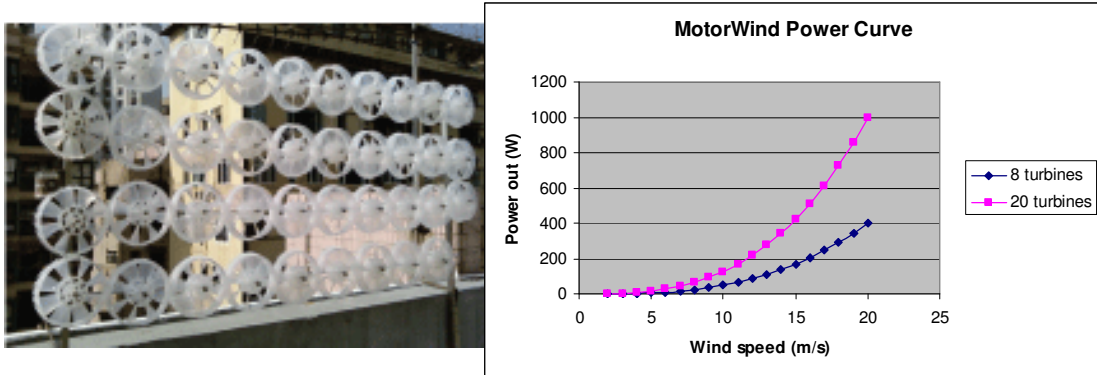 MotorWind Power Curve
1200
1000
800
600
400
200
0
0 5 10 15 20 25
Power out (W)
Wind speed (m/s)
8 turbines
20 turbines